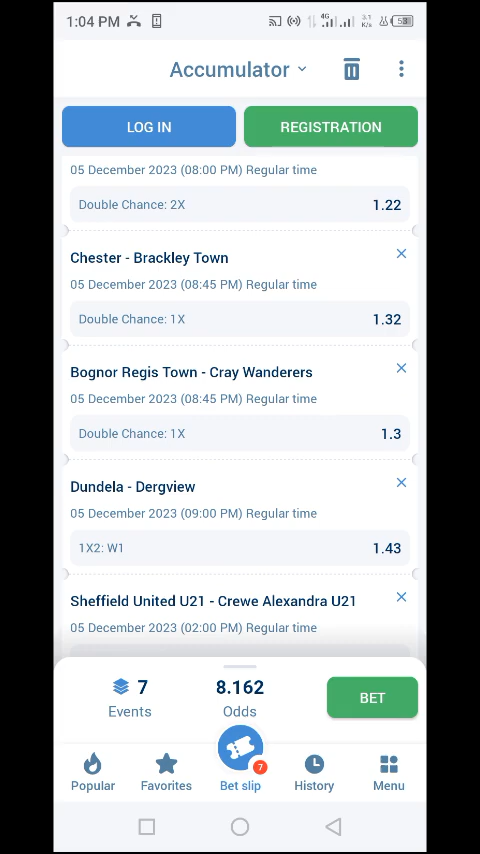 1:04 PM
4G
3.1
K/s
58
Accumulator
LOG IN
REGISTRATION
05 December 2023 (08:00 PM) Regular time
Double Chance: 2X 1.22
Chester - Brackley Town
05 December 2023 (08:45 PM) Regular time
Double Chance: 1X 1.32
Bognor Regis Town - Cray Wanderers
05 December 2023 (08:45 PM) Regular time
Double Chance: 1X 1.3
Dundela - Dergview
05 December 2023 (09:00 PM) Regular time
1X2: W1 1.43
Sheffield United U21 - Crewe Alexandra U21
05 December 2023 (02:00 PM) Regular time
7 8.162
Events Odds
BET
7
Popular Favorites Bet slip History Menu